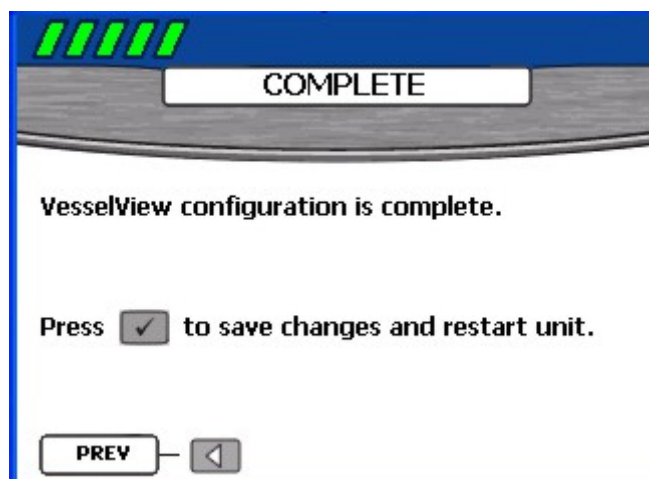 COMPLETE
VesselView configuration is complete.
Press to save changes and restart unit.
PREV